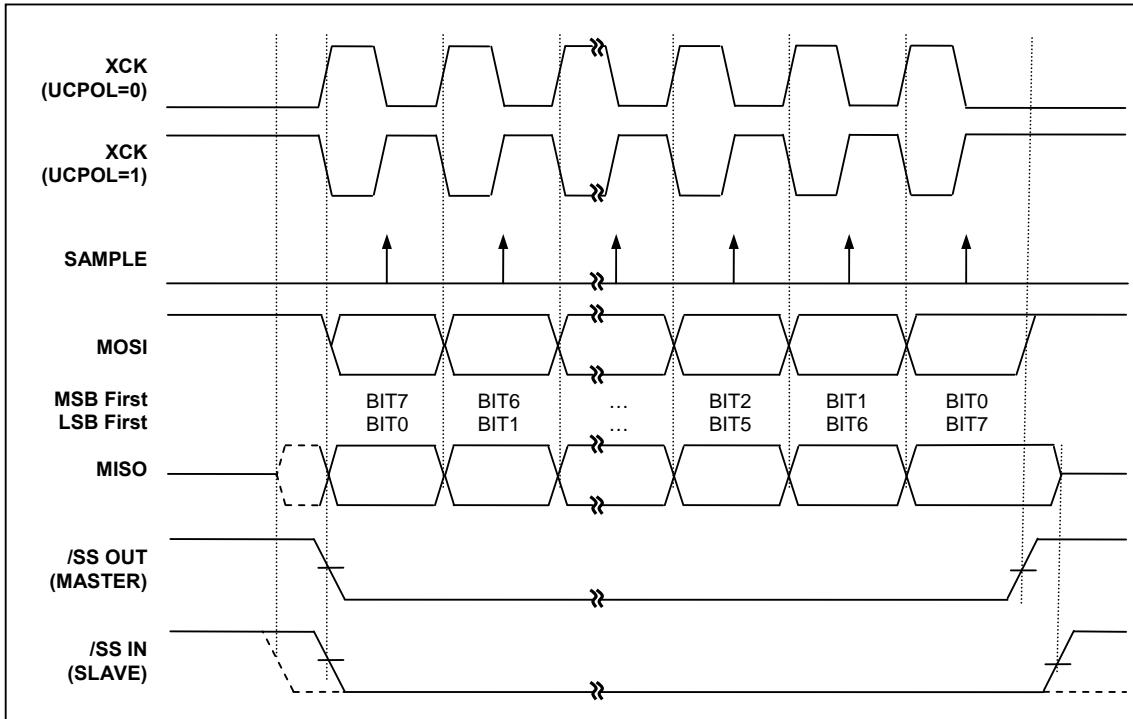 XCK
(UCPOL=0)
XCK
(UCPOL=1)
SAMPLE
MOSI
MSB First BIT7 BIT6 ... BIT2 BIT1 BIT0
LSB First BIT0 BIT1 ... BIT5 BIT6 BIT7
MISO
/SS OUT
(MASTER)
/SS IN
(SLAVE)